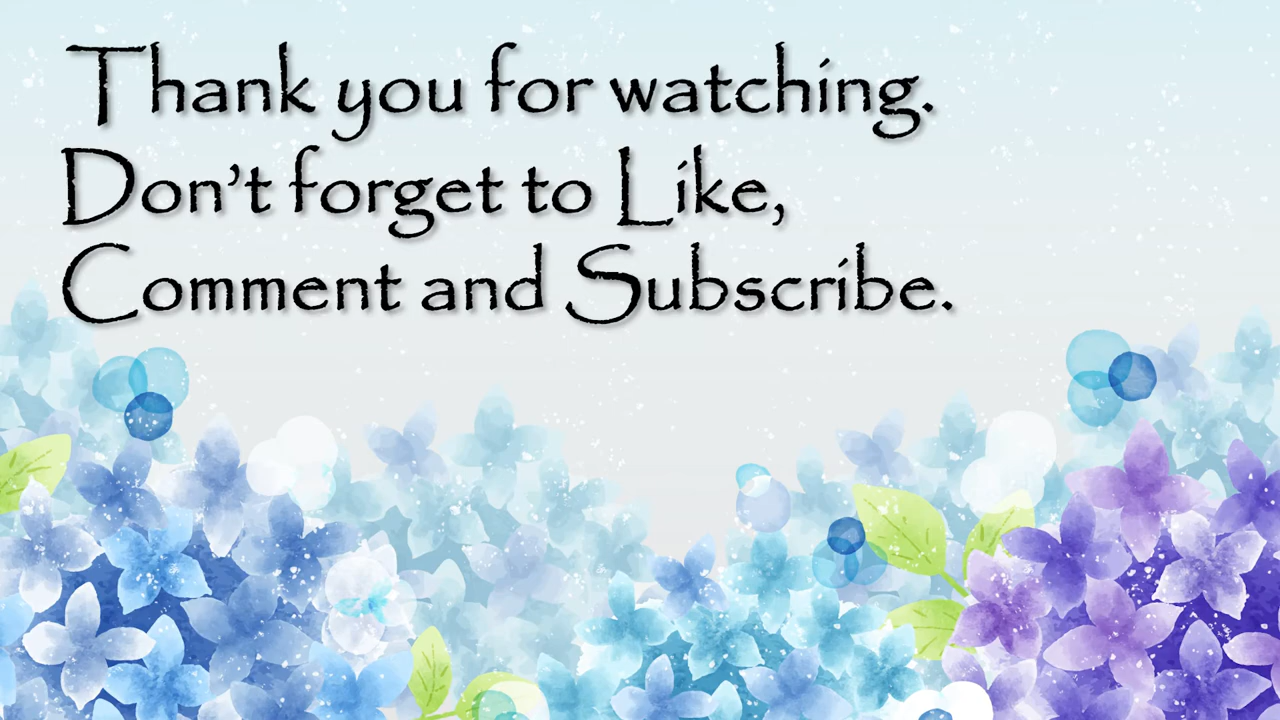 Thank you for watching.
Don’t forget to Like,
Comment and Subscribe.